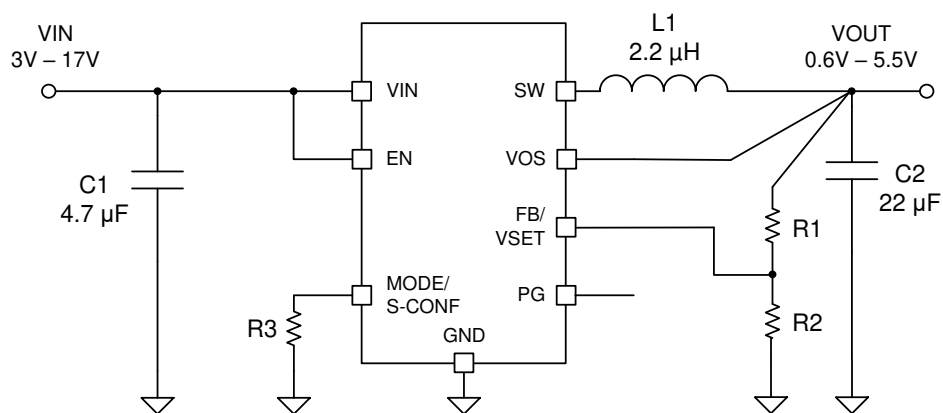 VIN
3V – 17V
L1
2.2 µH
VOUT
0.6V – 5.5V
VIN
SW
EN
VOS
C1
4.7 µF
C2
22 µF
FB/
VSET
R1
MODE/
S-CONF
PG
R3
R2
GND